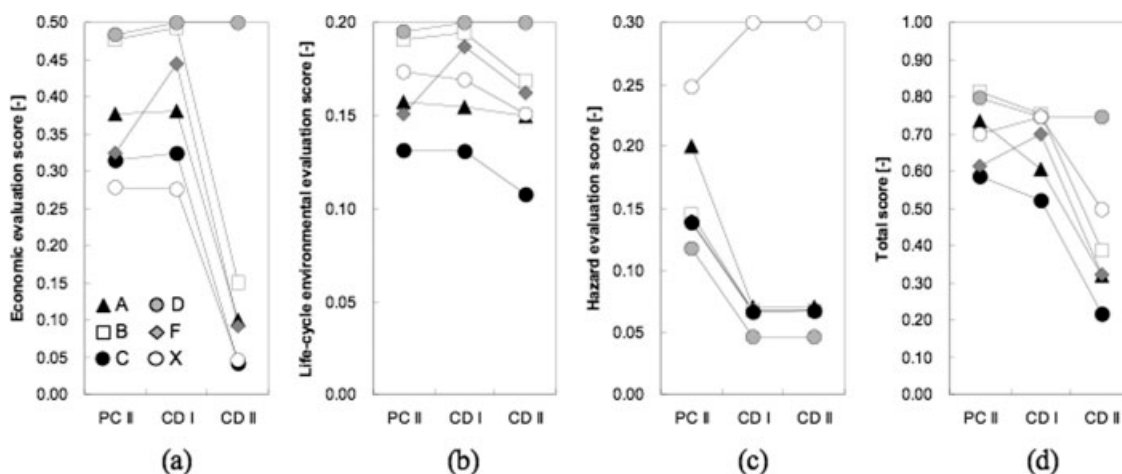 Economic evaluation score [-]
0.50
0.45
0.40
0.35
0.30
0.25
0.20
0.15
0.10
0.05
0.00
A
D
B
F
C
X
PC II
CD I
CD II
(a)
Life-cycle environmental evaluation score [-]
0.20
0.15
0.10
0.05
0.00
PC II
CD I
CD II
(b)
Hazard evaluation score [-]
0.30
0.25
0.20
0.15
0.10
0.05
0.00
PC II
CD I
CD II
(c)
Total score [-]
1.00
0.90
0.80
0.70
0.60
0.50
0.40
0.30
0.20
0.10
0.00
PC II
CD I
CD II
(d)